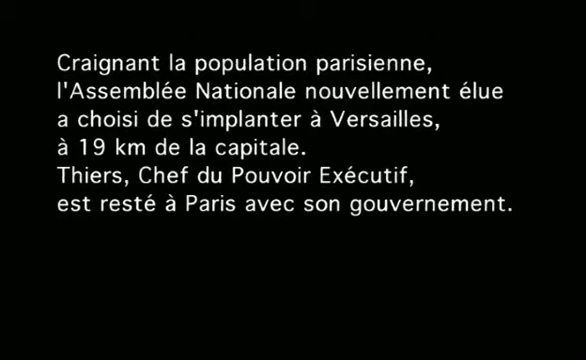 Craignant la population parisienne,
l'Assemblée Nationale nouvellement élue
a choisi de s'implanter à Versailles,
à 19 km de la capitale.
Thiers, Chef du Pouvoir Exécutif,
est resté à Paris avec son gouvernement.